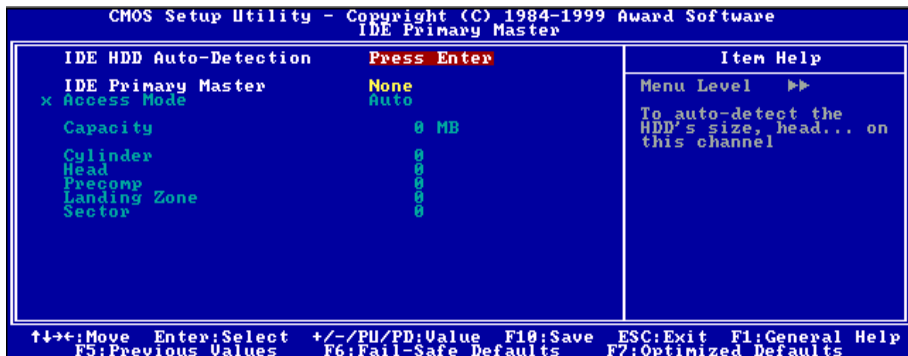 CMOS Setup Utility - Copyright (C) 1984-1999 Award Software
IDE Primary Master
IDE HDD Auto-Detection Press Enter
IDE Primary Master None
x Access Mode Auto
Capacity 0 MB
Cylinder 0
Head 0
Precomp 0
Landing Zone 0
Sector 0
Item Help
Menu Level ▶▶
To auto-detect the
HDD's size, head... on
this channel
↑↓→←:Move Enter:Select +/-/PU/PD:Value F10:Save ESC:Exit F1:General Help
F5:Previous Values F6:Fail-Safe Defaults F7:Optimized Defaults